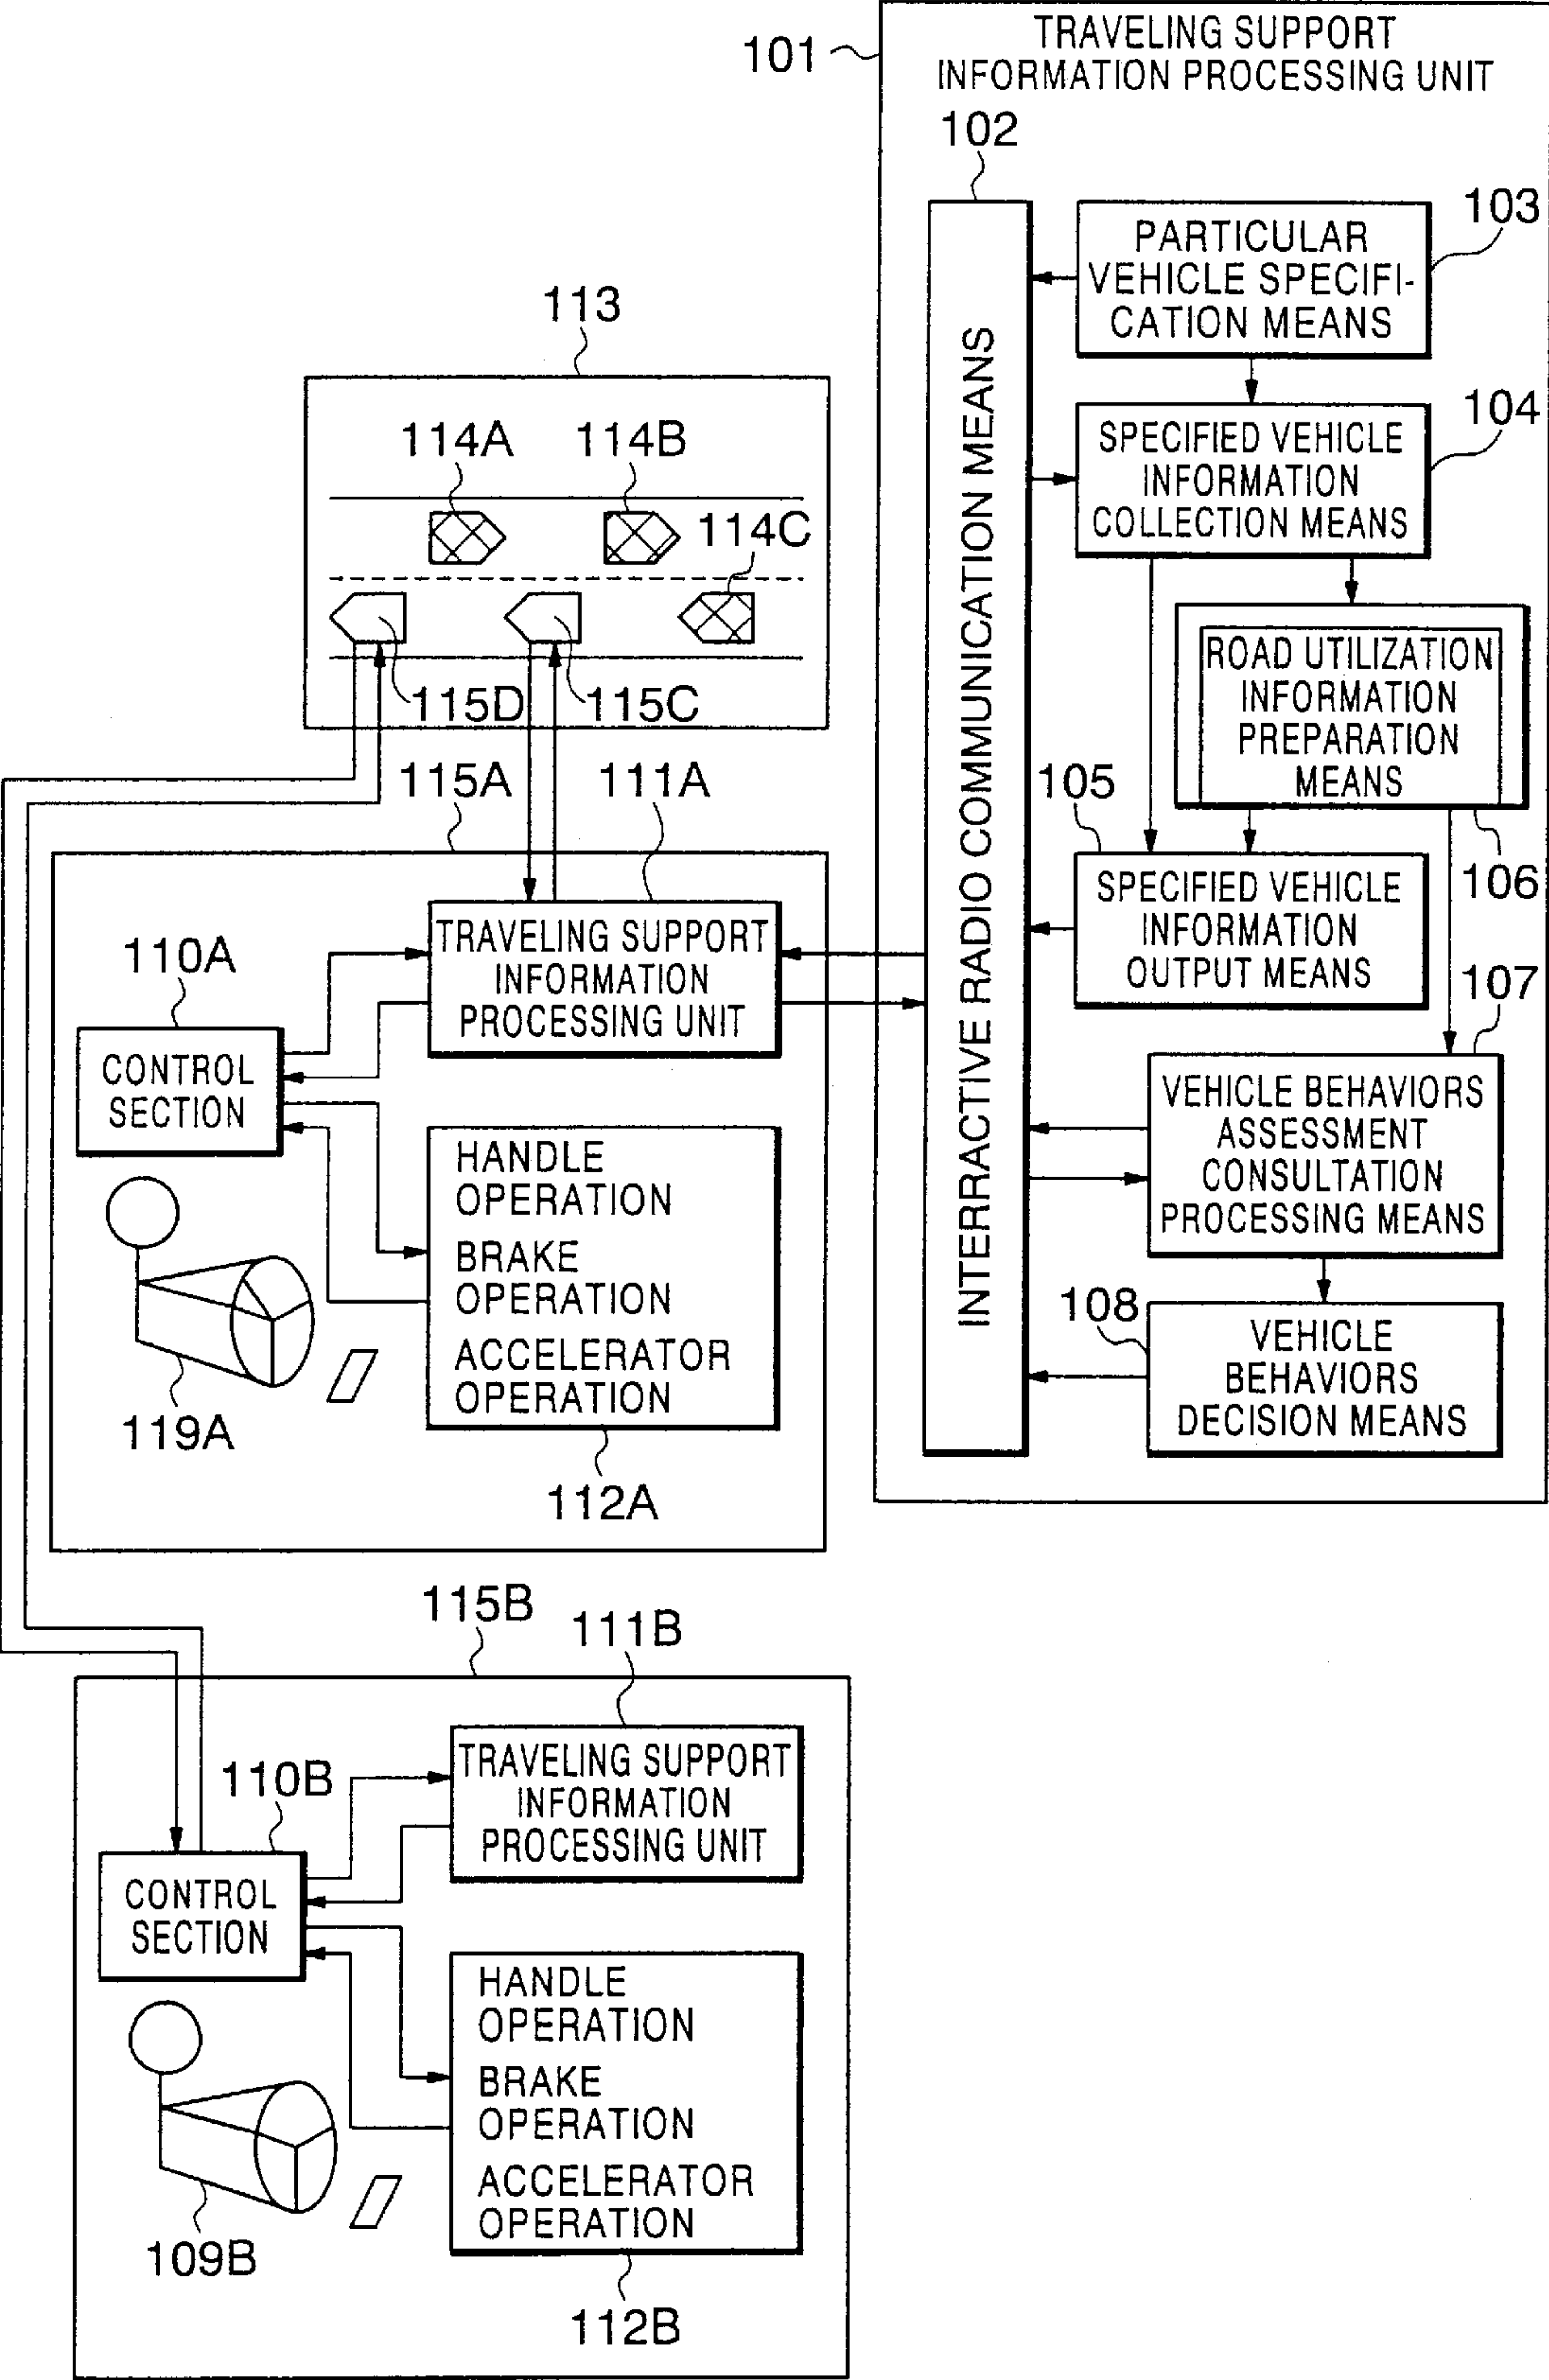 101
TRAVELING SUPPORT
INFORMATION PROCESSING UNIT
102
103
PARTICULAR
VEHICLE SPECIFI-
CATION MEANS
104
SPECIFIED VEHICLE
INFORMATION
COLLECTION MEANS
ROAD UTILIZATION
INFORMATION
PREPARATION
MEANS
105
106
SPECIFIED VEHICLE
INFORMATION
OUTPUT MEANS
107
VEHICLE BEHAVIORS
ASSESSMENT
CONSULTATION
PROCESSING MEANS
108
VEHICLE
BEHAVIORS
DECISION MEANS
INTERRACTIVE RADIO COMMUNICATION MEANS
113
114A
114B
114C
115D
115C
115A
111A
TRAVELING SUPPORT
INFORMATION
PROCESSING UNIT
110A
CONTROL
SECTION
HANDLE
OPERATION
BRAKE
OPERATION
ACCELERATOR
OPERATION
119A
112A
115B
111B
TRAVELING SUPPORT
INFORMATION
PROCESSING UNIT
110B
CONTROL
SECTION
HANDLE
OPERATION
BRAKE
OPERATION
ACCELERATOR
OPERATION
109B
112B